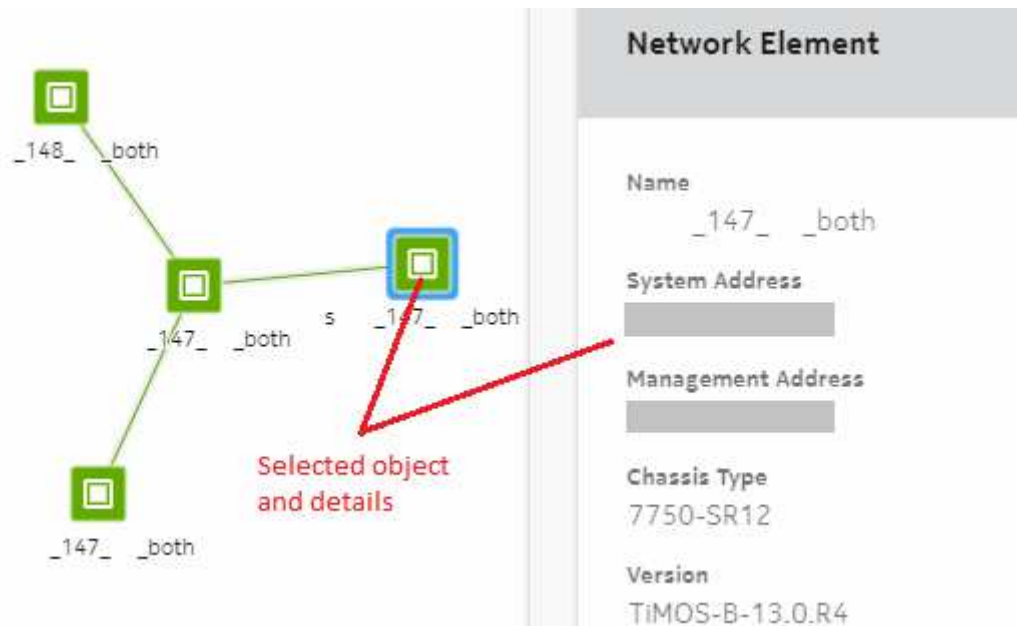 _148_ _both
_147_ _both
s _147_ _both
_147_ _both
Selected object
and details
Network Element
Name
_147_ _both
System Address
Management Address
Chassis Type
7750-SR12
Version
TiMOS-B-13.0.R4